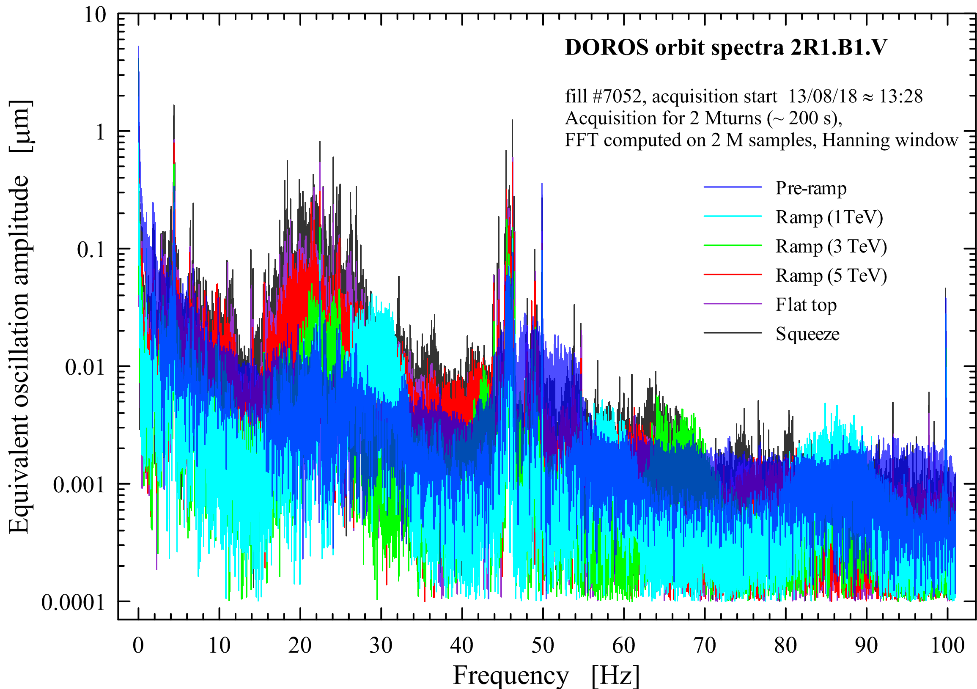 DOROS orbit spectra 2R1.B1.V
fill #7052, acquisition start 13/08/18 ≈ 13:28
Acquisition for 2 Mturns (~ 200 s),
FFT computed on 2 M samples, Hanning window
Pre-ramp
Ramp (1TeV)
Ramp (3 TeV)
Ramp (5 TeV)
Flat top
Squeeze
Equivalent oscillation amplitude [µm]
10
1
0.1
0.01
0.001
0.0001
0 10 20 30 40 50 60 70 80 90 100
Frequency [Hz]